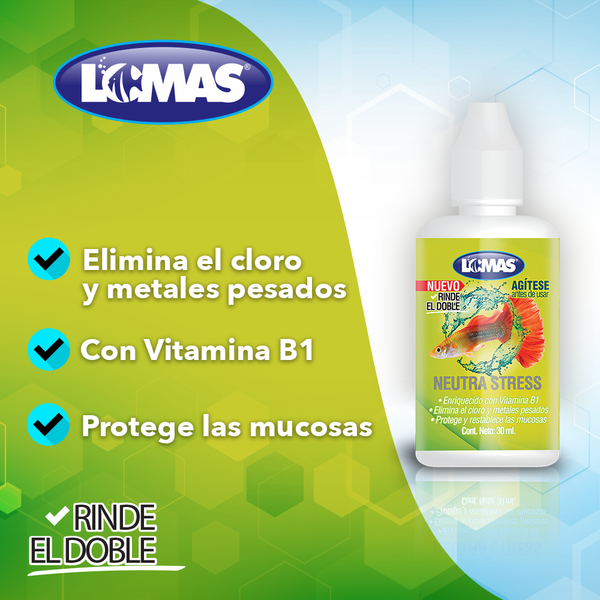 LOMAS®
Elimina el cloro
y metales pesados
Con Vitamina B1
Protege las mucosas
RINDE
EL DOBLE
LOMAS®
NUEVO
RINDE
EL DOBLE
AGÍTESE
antes de usar
NEUTRA STRESS
• Enriquecido con Vitamina B1
• Elimina el cloro y metales pesados
• Protege y restablece las mucosas
Cont. Neto: 30 ml.